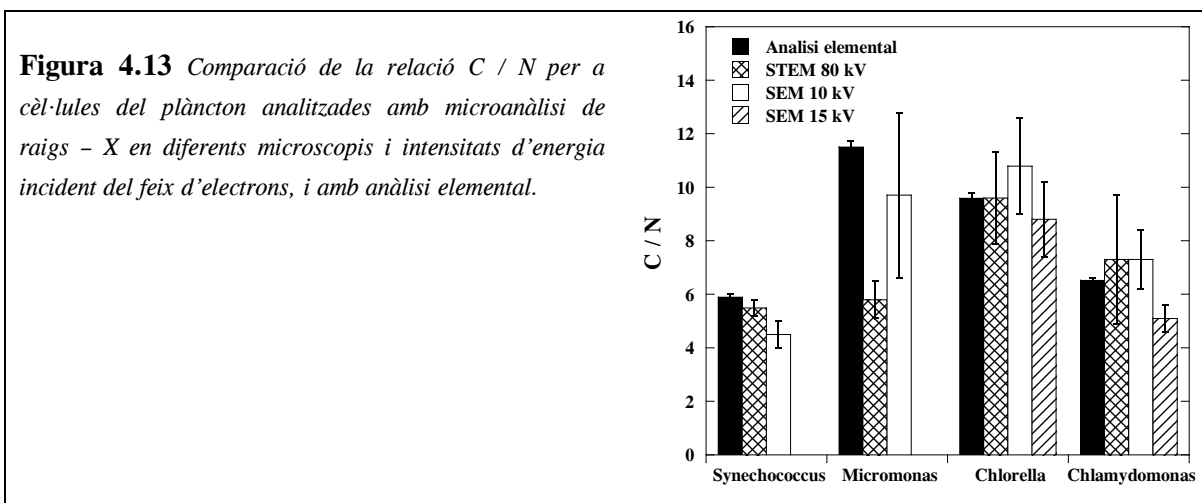 Figura 4.13 Comparació de la relació C / N per a
cèl·lules del plàncton analitzades amb microanàlisi de
raigs – X en diferents microscopis i intensitats d’energia
incident del feix d’electrons, i amb anàlisi elemental.
16
14
12
10
8
6
4
2
0
C / N
Analisi elemental
STEM 80 kV
SEM 10 kV
SEM 15 kV
Synechococcus Micromonas Chlorella Chlamydomonas